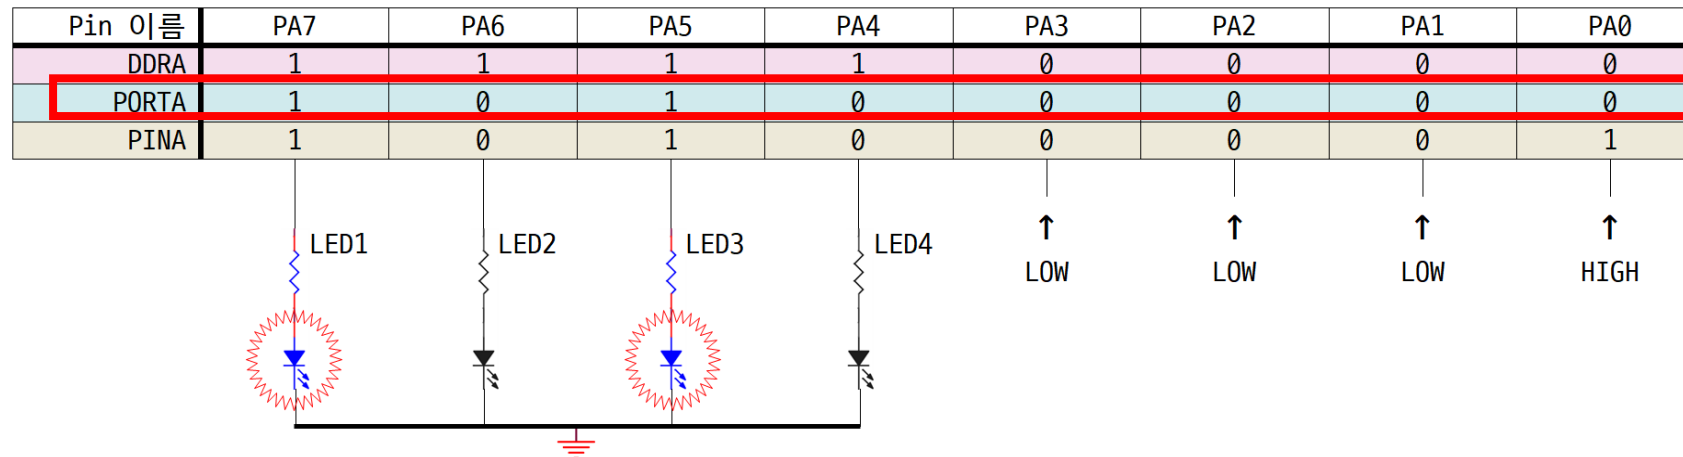 Pin 이름 PA7 PA6 PA5 PA4 PA3 PA2 PA1 PA0
DDRA 1 1 1 1 0 0 0 0
PORTA 1 0 1 0 0 0 0 0
PINA 1 0 1 0 0 0 0 1
LED1 LED2 LED3 LED4
↑ ↑ ↑ ↑
LOW LOW LOW HIGH